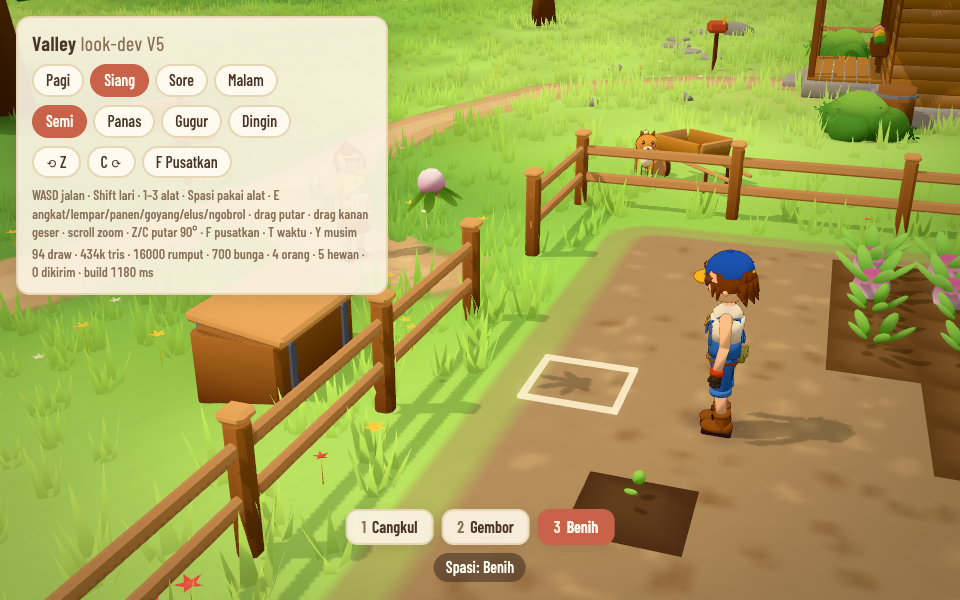 Valley look-dev V5
Pagi Siang Sore Malam
Semi Panas Gugur Dingin
⟲ Z C ⟳ F Pusatkan
WASD jalan · Shift lari · 1–3 alat · Spasi pakai alat · E
angkat/lempar/panen/goyang/elus/ngobrol · drag putar · drag kanan
geser · scroll zoom · Z/C putar 90° · F pusatkan · T waktu · Y musim
94 draw · 434k tris · 16000 rumput · 700 bunga · 4 orang · 5 hewan ·
0 dikirim · build 1180 ms
1 Cangkul 2 Gembor 3 Benih
Spasi: Benih